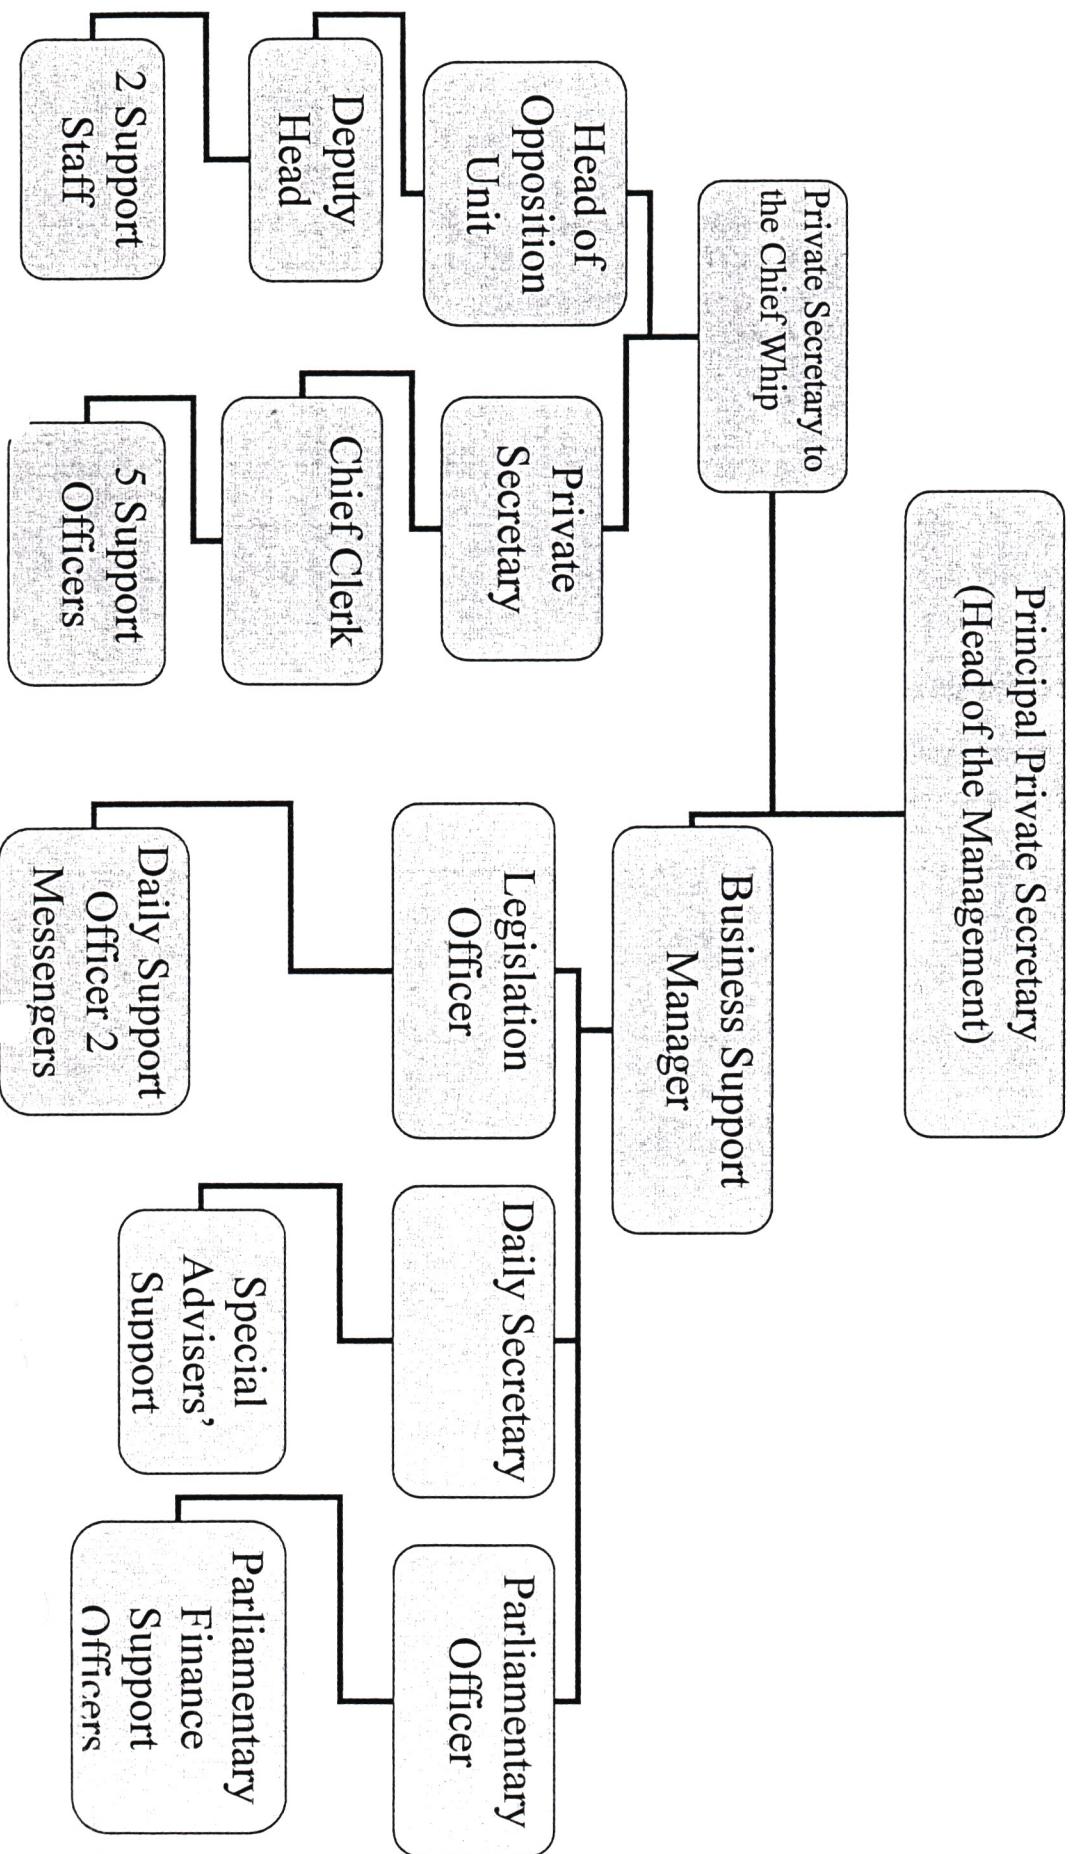 Principal Private Secretary
(Head of the Management)
Private Secretary to
the Chief Whip
Business Support
Manager
Head of
Opposition
Unit
Private
Secretary
Legislation
Officer
Daily Secretary
Parliamentary
Officer
Deputy
Head
Chief Clerk
Special
Advisers’
Support
Parliamentary
Finance
Support
Officers
2 Support
Staff
5 Support
Officers
Daily Support
Officer 2
Messengers